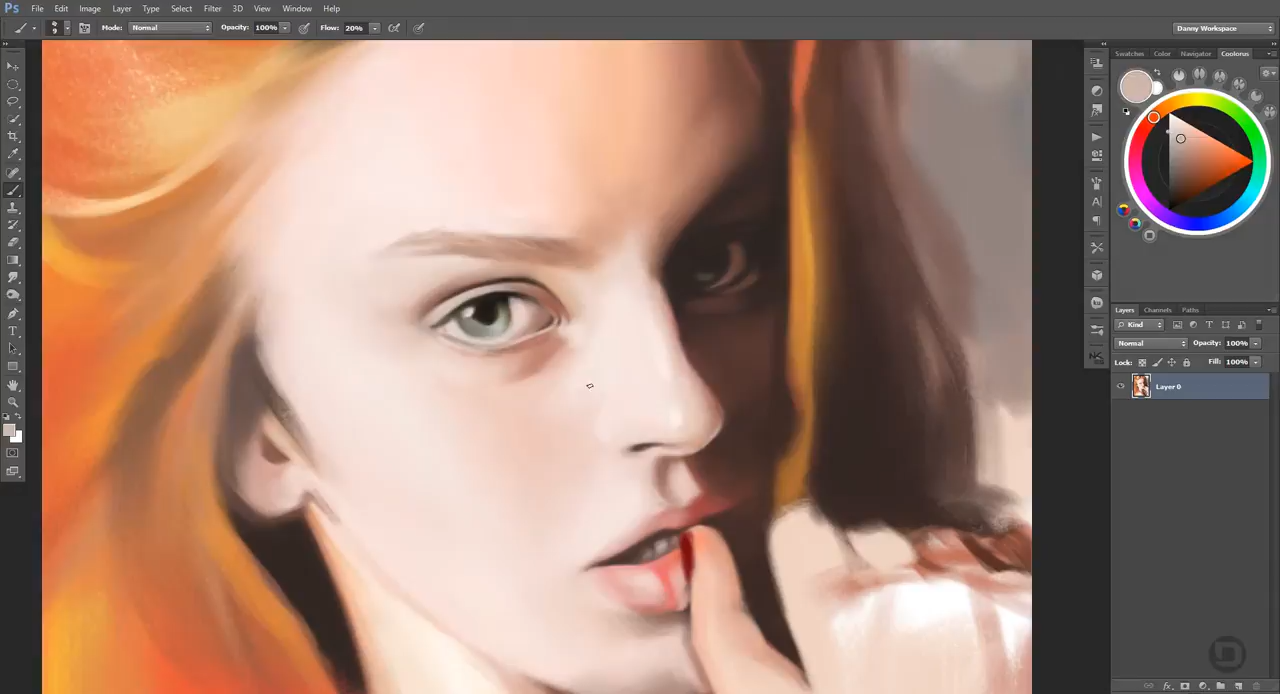 Ps File Edit Image Layer Type Select Filter 3D View Window Help
9 Mode: Normal Opacity: 100% Flow: 20% Danny Workspace
Swatches Color Navigator Coolorus
Layers Channels Paths
Kind
Normal Opacity: 100%
Lock: Fill: 100%
Layer 0